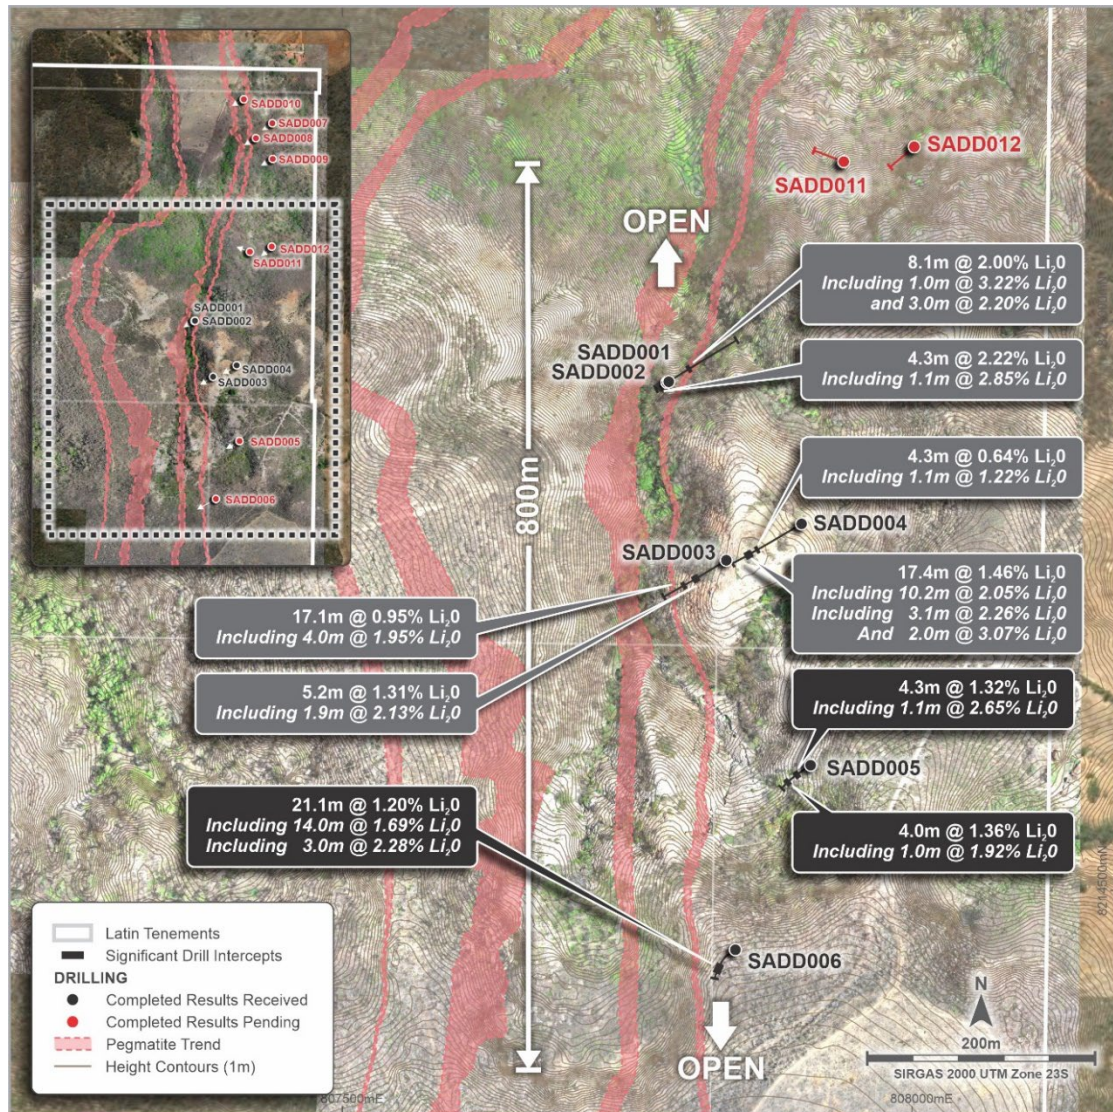 SADD010
SADD007
SADD008
SADD009
SADD012
SADD011
SADD001
SADD002
SADD004
SADD003
SADD005
SADD006
SADD012
SADD011
OPEN
8.1m @ 2.00% Li₂0
Including 1.0m @ 3.22% Li₂0
and 3.0m @ 2.20% Li₂0
SADD001
SADD002
4.3m @ 2.22% Li₂0
Including 1.1m @ 2.85% Li₂0
800m
4.3m @ 0.64% Li₂0
Including 1.1m @ 1.22% Li₂0
SADD004
SADD003
17.4m @ 1.46% Li₂0
Including 10.2m @ 2.05% Li₂0
Including 3.1m @ 2.26% Li₂0
And 2.0m @ 3.07% Li₂0
17.1m @ 0.95% Li₂0
Including 4.0m @ 1.95% Li₂0
5.2m @ 1.31% Li₂0
Including 1.9m @ 2.13% Li₂0
4.3m @ 1.32% Li₂0
Including 1.1m @ 2.65% Li₂0
SADD005
21.1m @ 1.20% Li₂0
Including 14.0m @ 1.69% Li₂0
Including 3.0m @ 2.28% Li₂0
4.0m @ 1.36% Li₂0
Including 1.0m @ 1.92% Li₂0
8214500mN
SADD006
OPEN
Latin Tenements
Significant Drill Intercepts
DRILLING
Completed Results Received
Completed Results Pending
Pegmatite Trend
Height Contours (1m)
N
200m
SIRGAS 2000 UTM Zone 23S
807500mE
808000mE